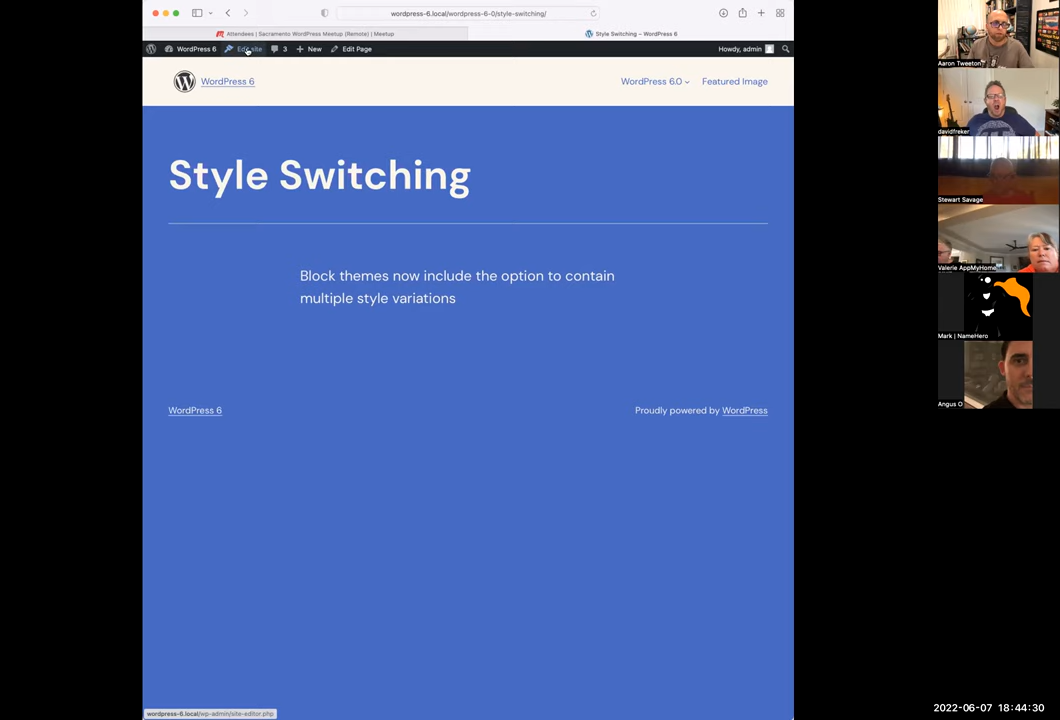 wordpress-6.local/wordpress-6-0/style-switching/
Attendees | Sacramento WordPress Meetup (Remote) | Meetup
Style Switching – WordPress 6
WordPress 6
Edit site
3
New
Edit Page
Howdy, admin
WordPress 6
WordPress 6.0
Featured Image
Style Switching
Block themes now include the option to contain
multiple style variations
WordPress 6
Proudly powered by WordPress
wordpress-6.local/wp-admin/site-editor.php
Aaron Tweeton
davidfreker
Stewart Savage
Valerie AppMyHome
Mark | NameHero
Angus O
2022-06-07 18:44:30